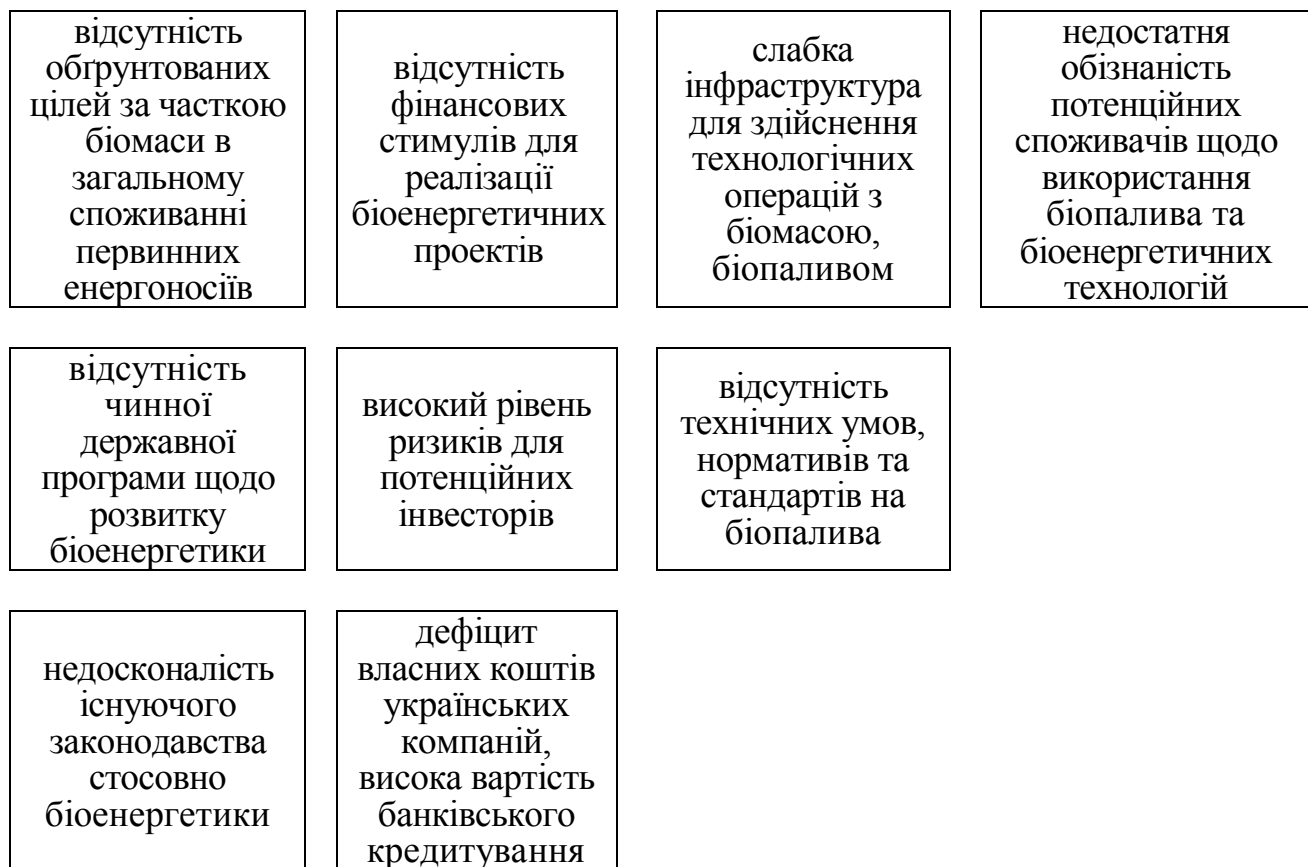 відсутність
обґрунтованих
цілей за часткою
біомаси в
загальному
споживанні
первинних
енергоносіїв
відсутність
фінансових
стимулів для
реалізації
біоенергетичних
проектів
слабка
інфраструктура
для здійснення
технологічних
операцій з
біомасою,
біопаливом
недостатня
обізнаність
потенційних
споживачів щодо
використання
біопалива та
біоенергетичних
технологій
відсутність
чинної
державної
програми щодо
розвитку
біоенергетики
високий рівень
ризиків для
потенційних
інвесторів
відсутність
технічних умов,
нормативів та
стандартів на
біопалива
недосконалість
існуючого
законодавства
стосовно
біоенергетики
дефіцит
власних коштів
українських
компаній,
висока вартість
банківського
кредитування